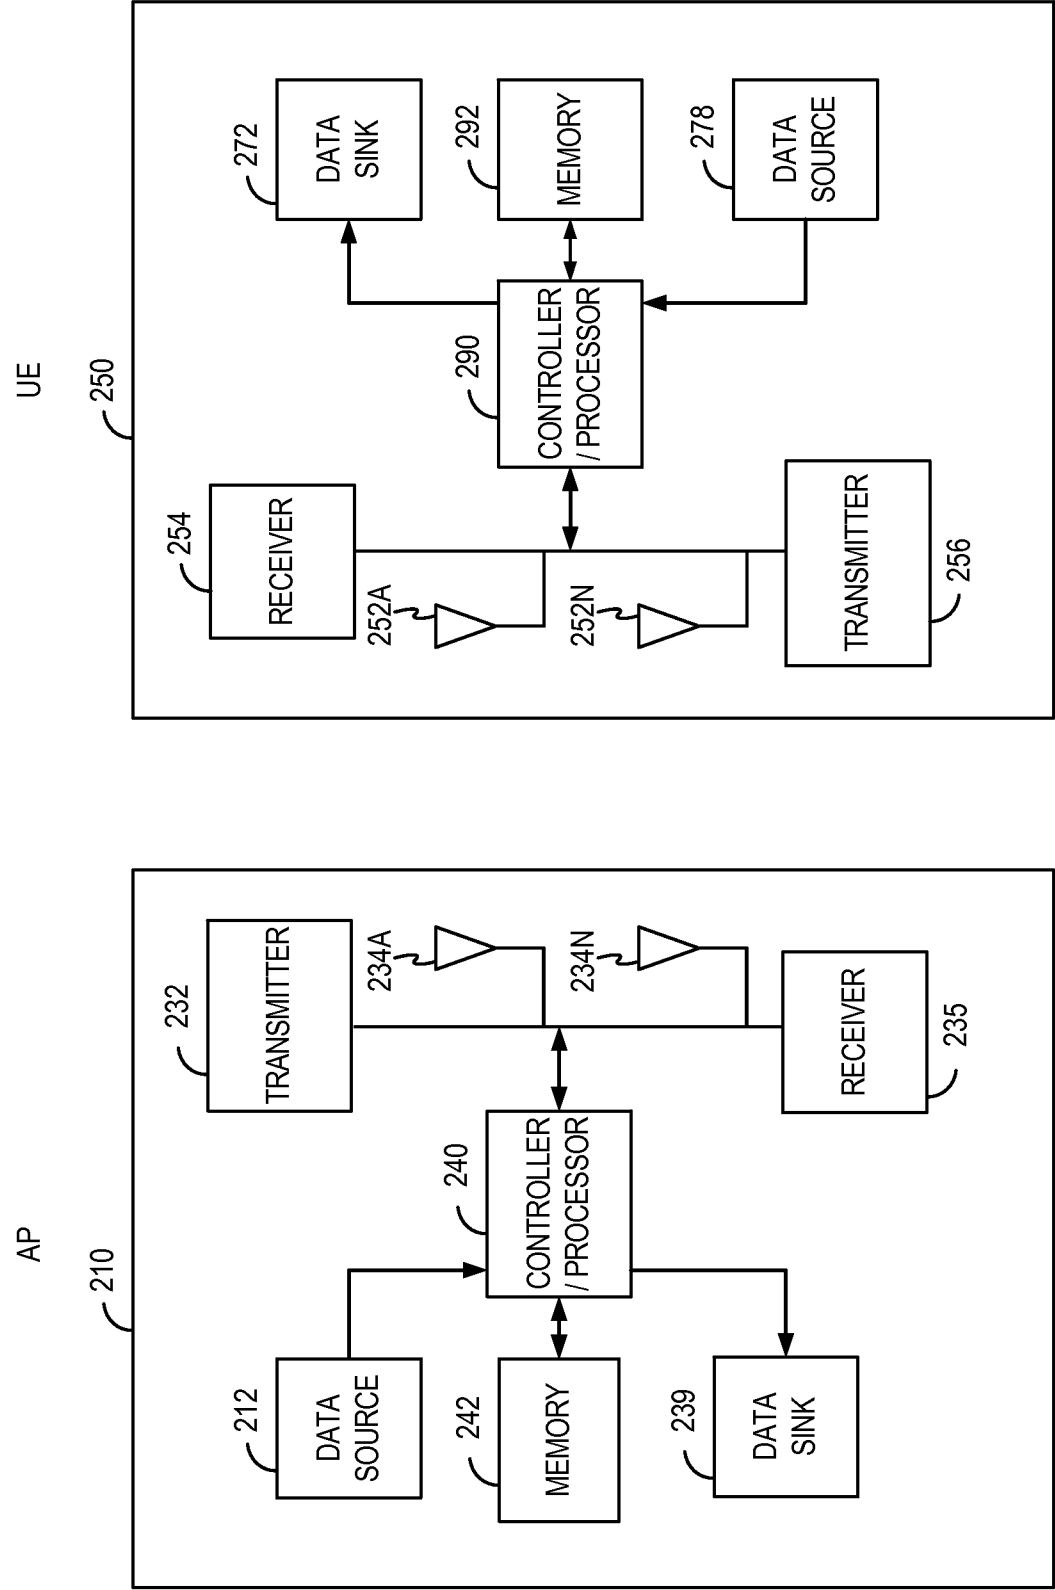 AP
210
212
DATA
SOURCE
242
MEMORY
239
DATA
SINK
240
CONTROLLER
/ PROCESSOR
232
TRANSMITTER
234A
234N
RECEIVER
235
UE
250
254
RECEIVER
252A
252N
TRANSMITTER
256
290
CONTROLLER
/ PROCESSOR
272
DATA
SINK
292
MEMORY
278
DATA
SOURCE